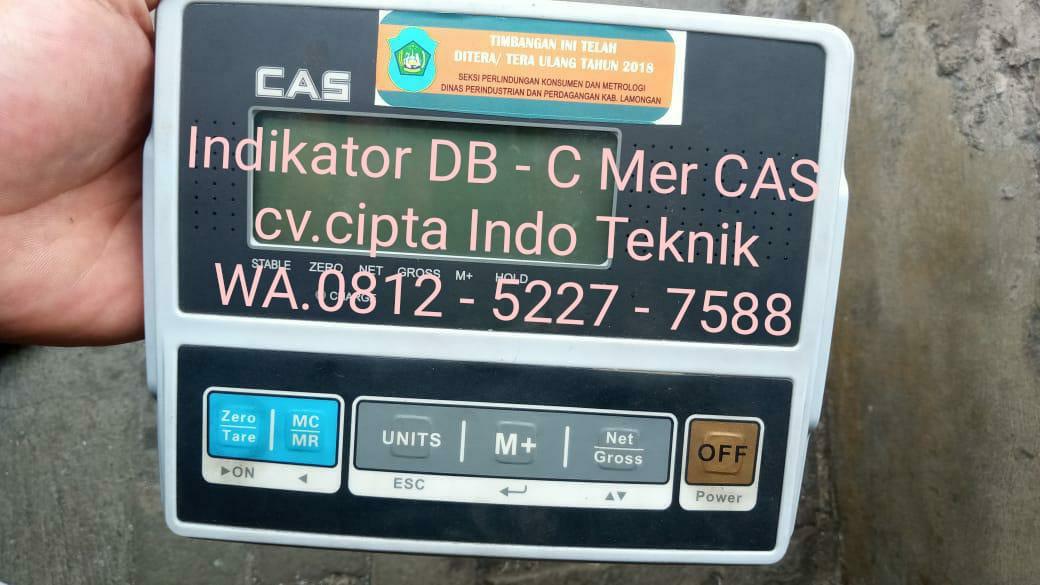 TIMBANGAN INI TELAH
DITERA/ TERA ULANG TAHUN 2018
SEKSI PERLINDUNGAN KONSUMEN DAN METROLOGI
DINAS PERINDUSTRIAN DAN PERDAGANGAN KAB. LAMONGAN
CAS
Indikator DB - C Mer CAS
cv.cipta Indo Teknik
STABLE ZERO NET GROSS M+ HOLD
CHARGE
WA.0812 - 5227 - 7588
Zero
Tare
MC
MR
UNITS
M+
Net
Gross
OFF
▶ON
◀
ESC
▲▼
Power